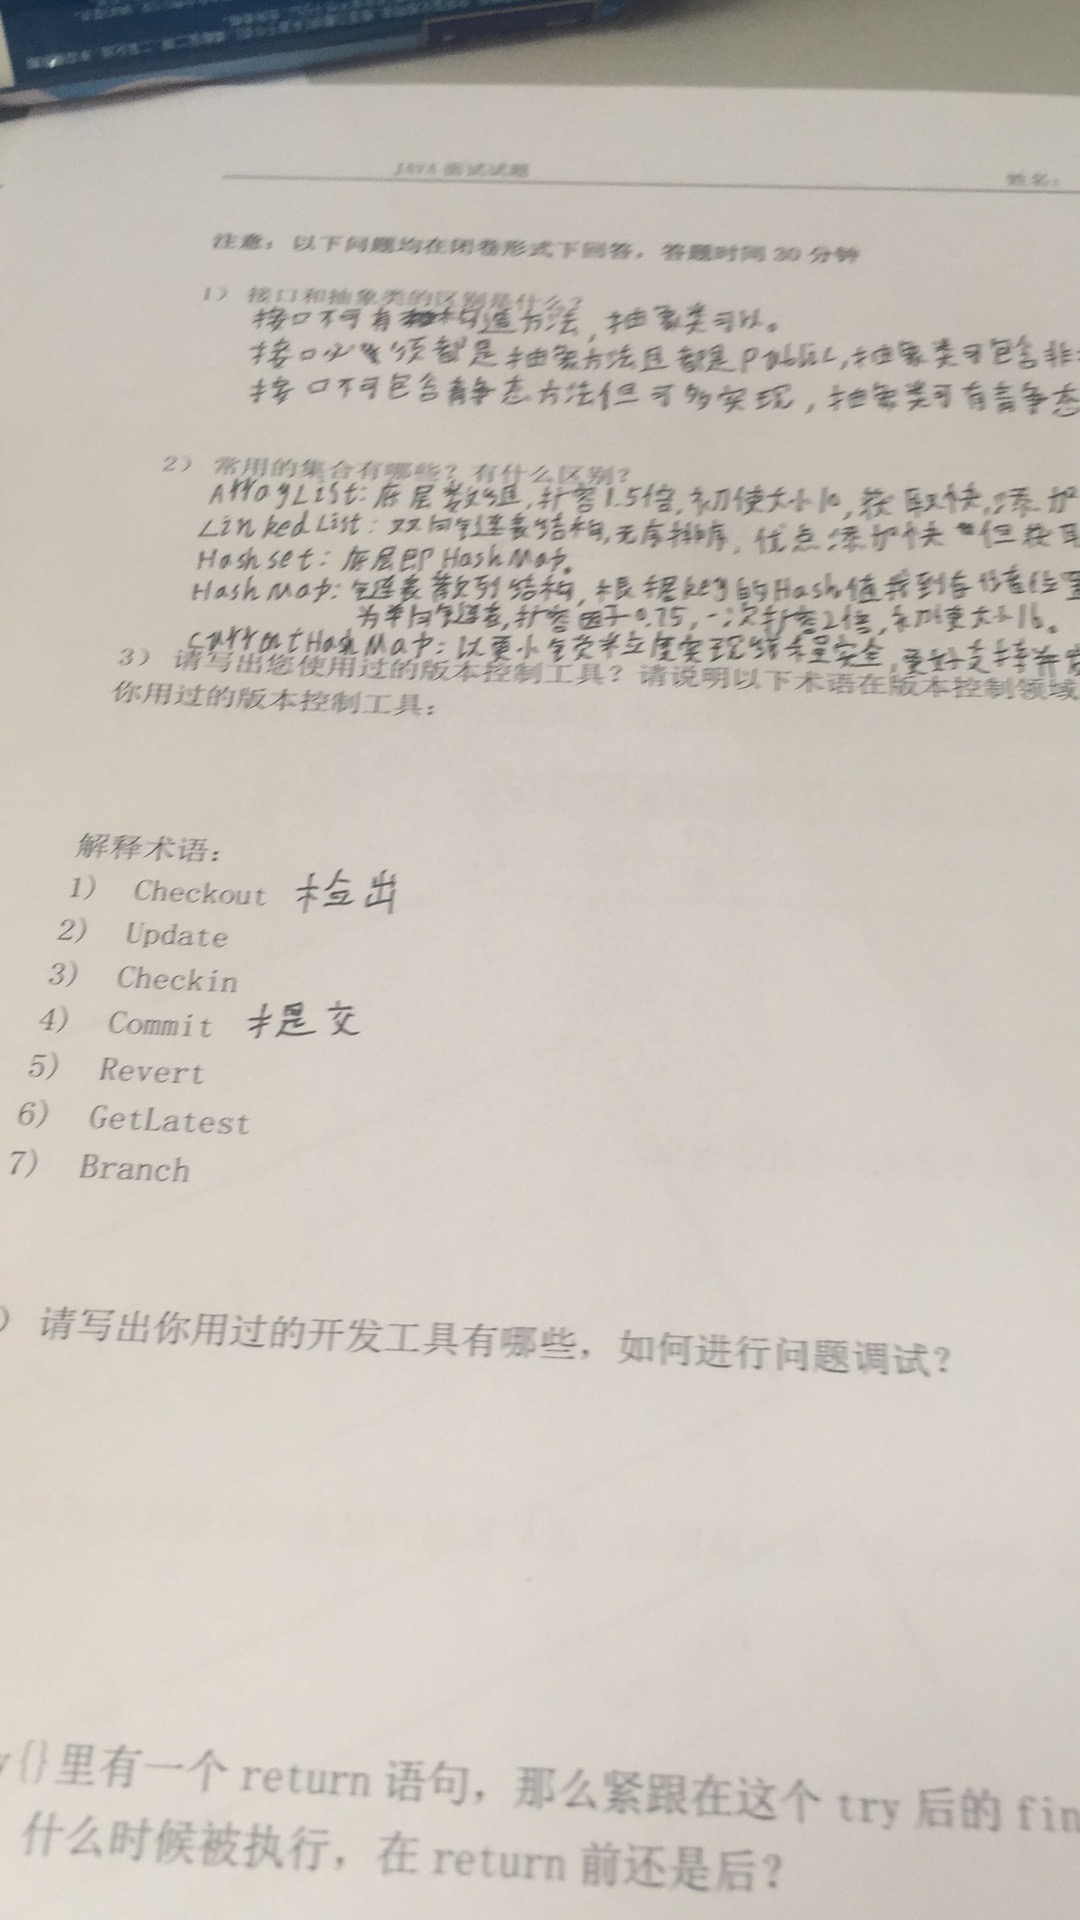 JAVA 面试试题
姓名：
注意：以下问题均在闭卷形式下回答，答题时间 30 分钟
1） 接口和抽象类的区别是什么？
接口不可有构造方法，抽象类可以。
接口必须都是抽象方法且都是public，抽象类可包含非
接口不可包含静态方法但可多实现，抽象类可有静态
2） 常用的集合有哪些？有什么区别？
ArrayList：底层数组，扩容1.5倍，初使大小10，获取快，添加
LinkedList：双向链表结构，无序排序，优点添加快 但获取
Hashset：底层即HashMap。
HashMap：链表散列结构，根据key的Hash值找到存储位置
为单向链表，扩容因子0.75，一次扩容2倍，初使大小16。
CurrentHashMap：以更小 粒度实现线程安全，更好支持并发
3） 请写出您使用过的版本控制工具？请说明以下术语在版本控制领域
你用过的版本控制工具：
解释术语：
1） Checkout 检出
2） Update
3） Checkin
4） Commit 提交
5） Revert
6） GetLatest
7） Branch
） 请写出你用过的开发工具有哪些，如何进行问题调试？
y{}里有一个 return 语句，那么紧跟在这个 try 后的 fin
什么时候被执行，在 return 前还是后？